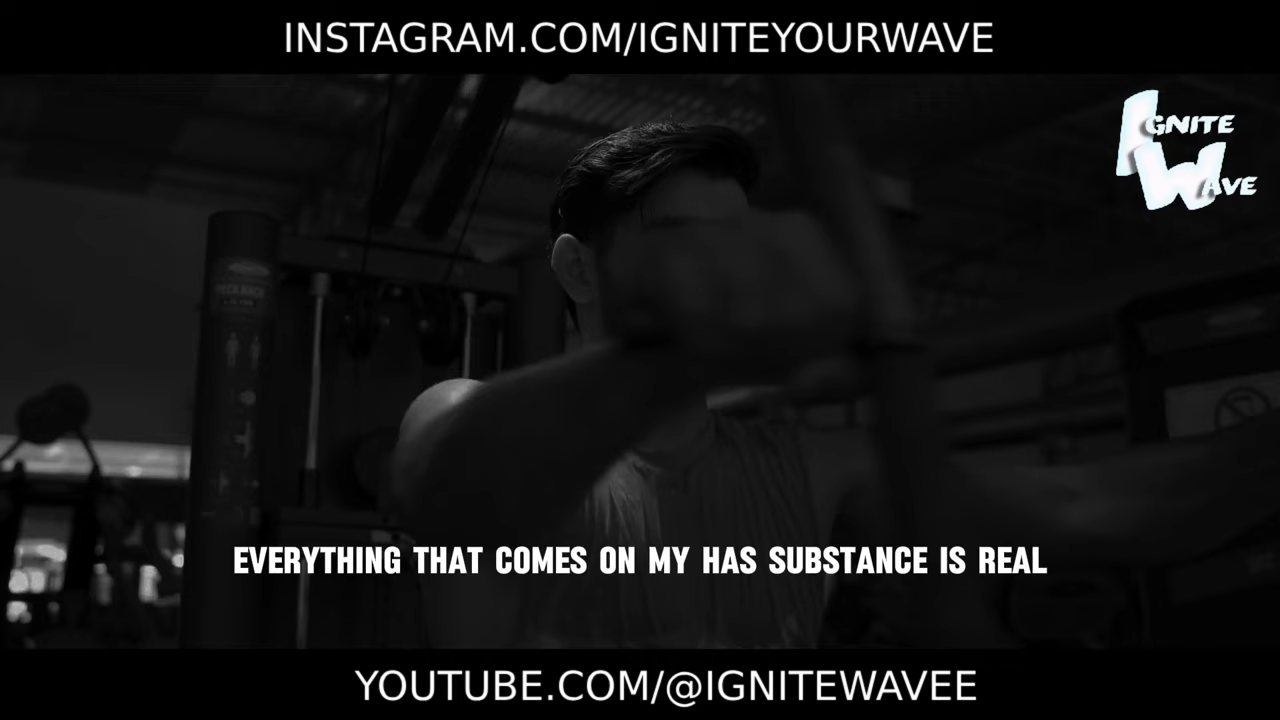 INSTAGRAM.COM/IGNITEYOURWAVE
IGNITE
WAVE
EVERYTHING THAT COMES ON MY HAS SUBSTANCE IS REAL
YOUTUBE.COM/@IGNITEWAVEE